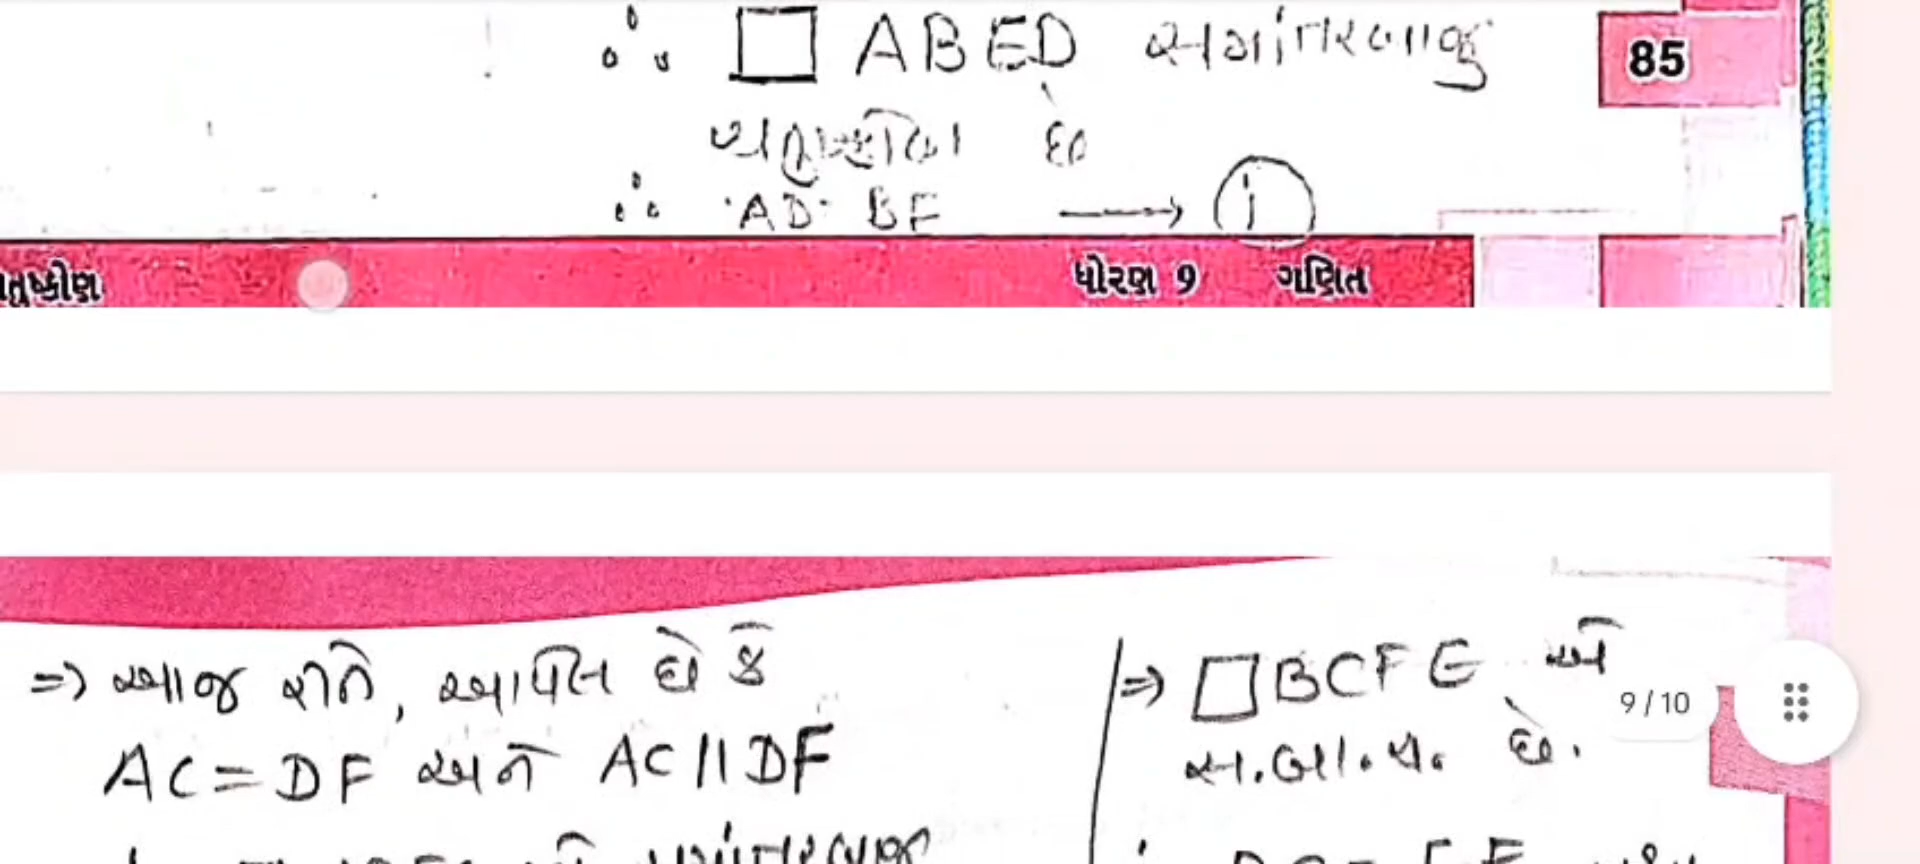 ∴ □ ABED સમાંતરબાજુ
85
ચતુષ્કોણ છે
∴ AD BE → i
ચતુષ્કોણ
ધોરણ 9 ગણિત
⇒ આજ રીતે, આપેલ છે કે
AC = DF અને AC ॥ DF
⇒ □ BCFE એ
સ.બા.ચ. છે.
9 / 10